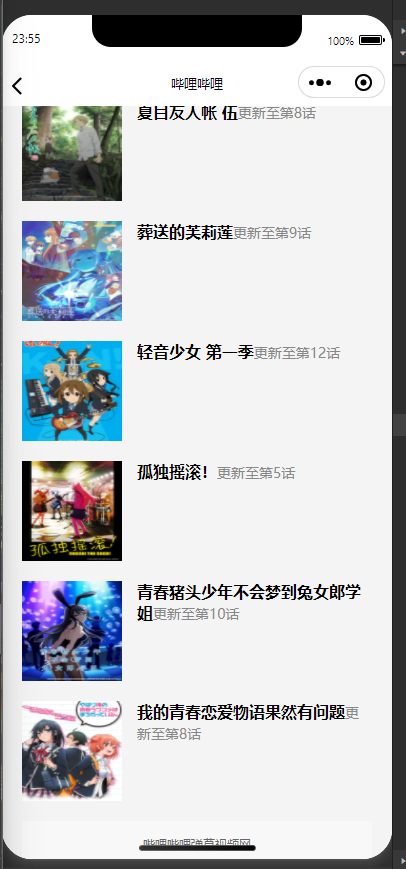 23:55
100%
哔哩哔哩
夏目友人帐 伍更新至第8话
葬送的芙莉莲更新至第9话
轻音少女 第一季更新至第12话
孤独摇滚！更新至第5话
孤独摇滚!
青春猪头少年不会梦到兔女郎学
姐更新至第10话
我的青春恋爱物语果然有问题更
新至第8话
哔哩哔哩弹幕视频网